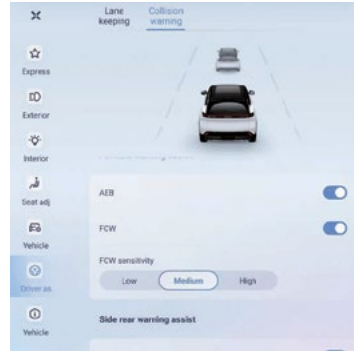 Lane
keeping
Collision
warning
Express
Exterior
Interior
Seat adj
Vehicle
Driver as
Vehicle
AEB
FCW
FCW sensitivity
Low Medium High
Side rear warning assist